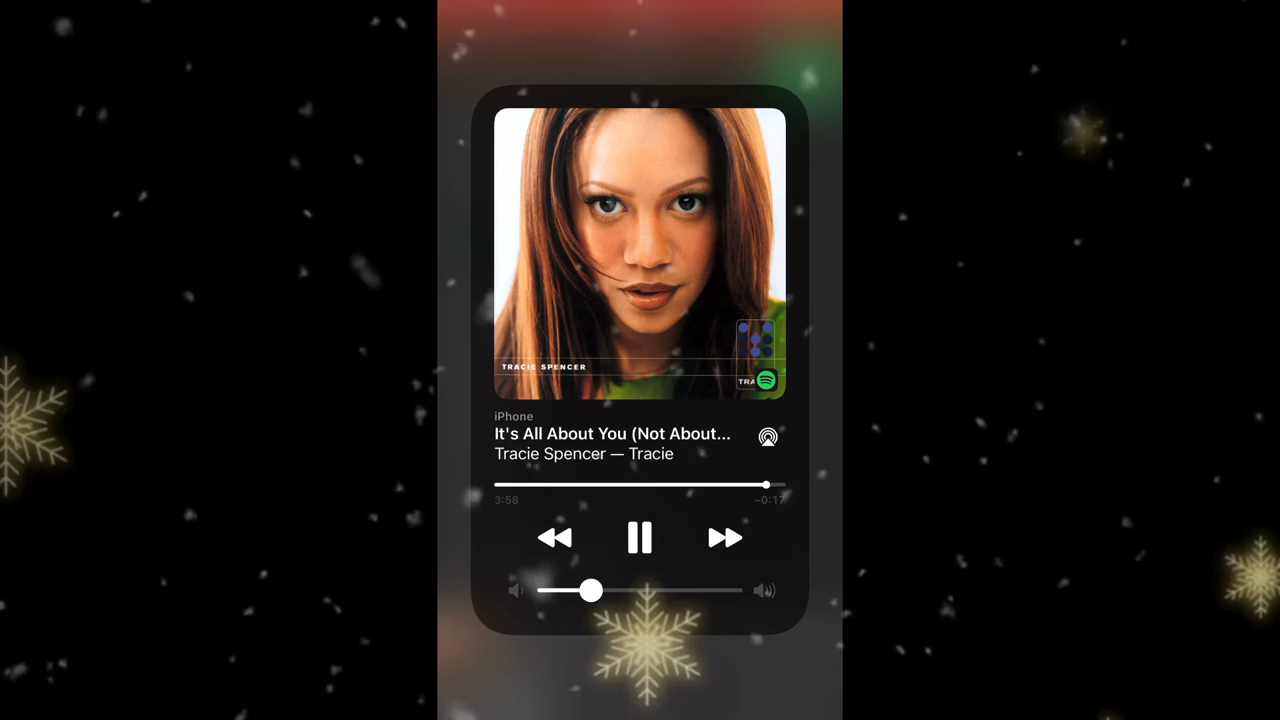 TRACIE SPENCER
TRA
iPhone
It's All About You (Not About...
Tracie Spencer — Tracie
3:58
−0:17